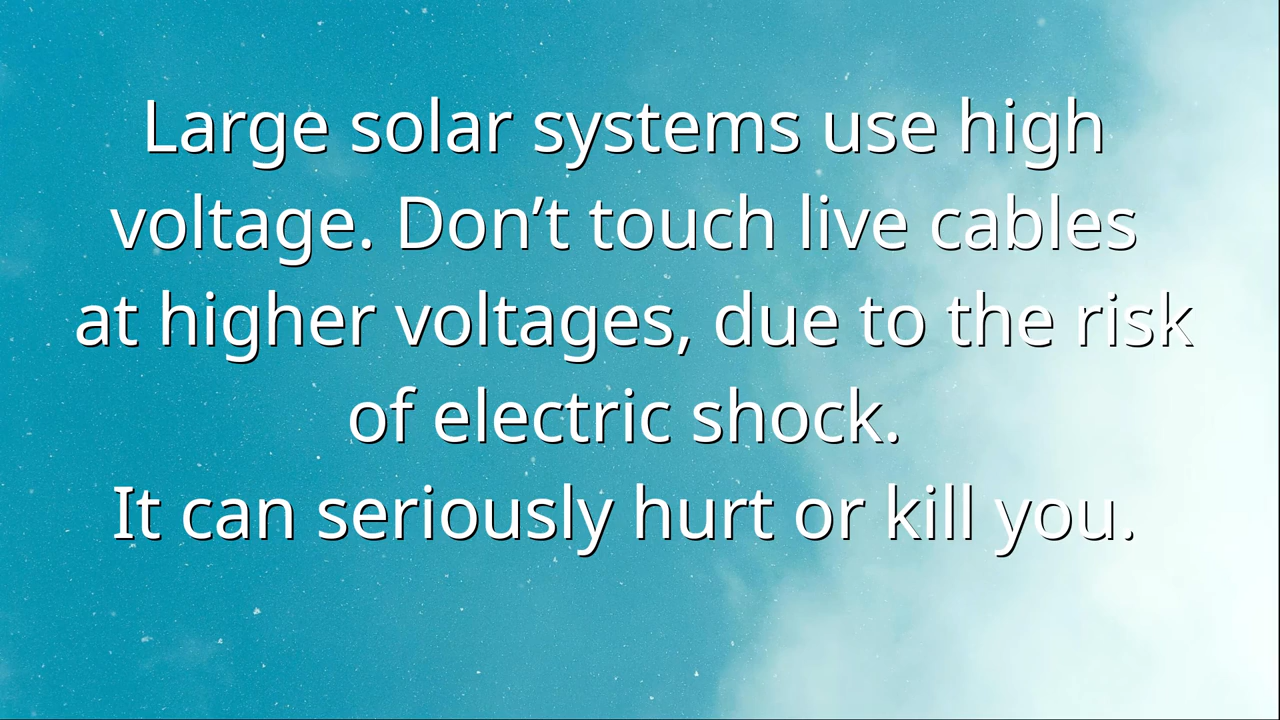 Large solar systems use high
voltage. Don’t touch live cables
at higher voltages, due to the risk
of electric shock.
It can seriously hurt or kill you.